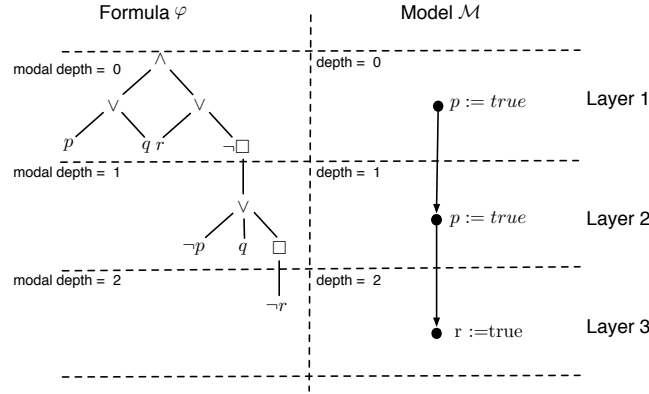 Formula φ Model ℳ
modal depth = 0 ∧ depth = 0
∨ ∨ p := true Layer 1
p q r ¬□
modal depth = 1 depth = 1
∨ p := true Layer 2
¬p q □
modal depth = 2 depth = 2
¬r
r :=true Layer 3